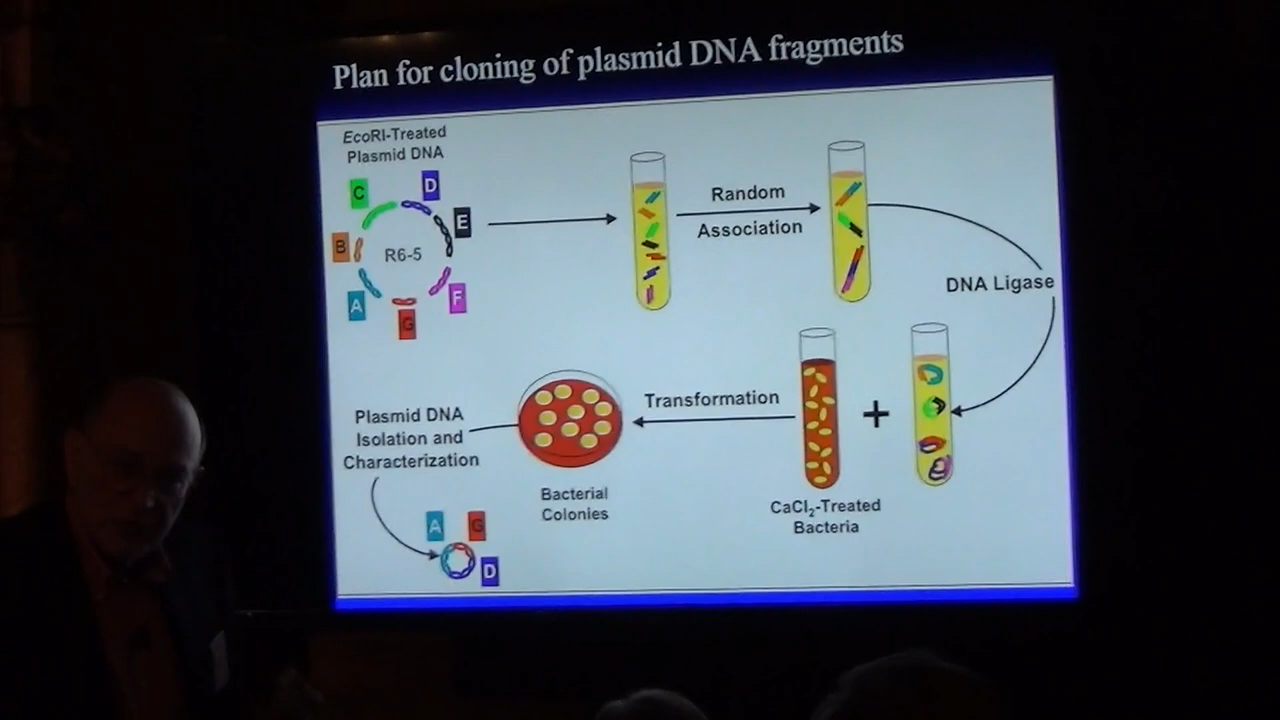 Plan for cloning of plasmid DNA fragments
EcoRI-Treated
Plasmid DNA
C
D
E
B
R6-5
A
F
G
Random
Association
DNA Ligase
CaCl₂-Treated
Bacteria
+
Transformation
Bacterial
Colonies
Plasmid DNA
Isolation and
Characterization
A
G
D